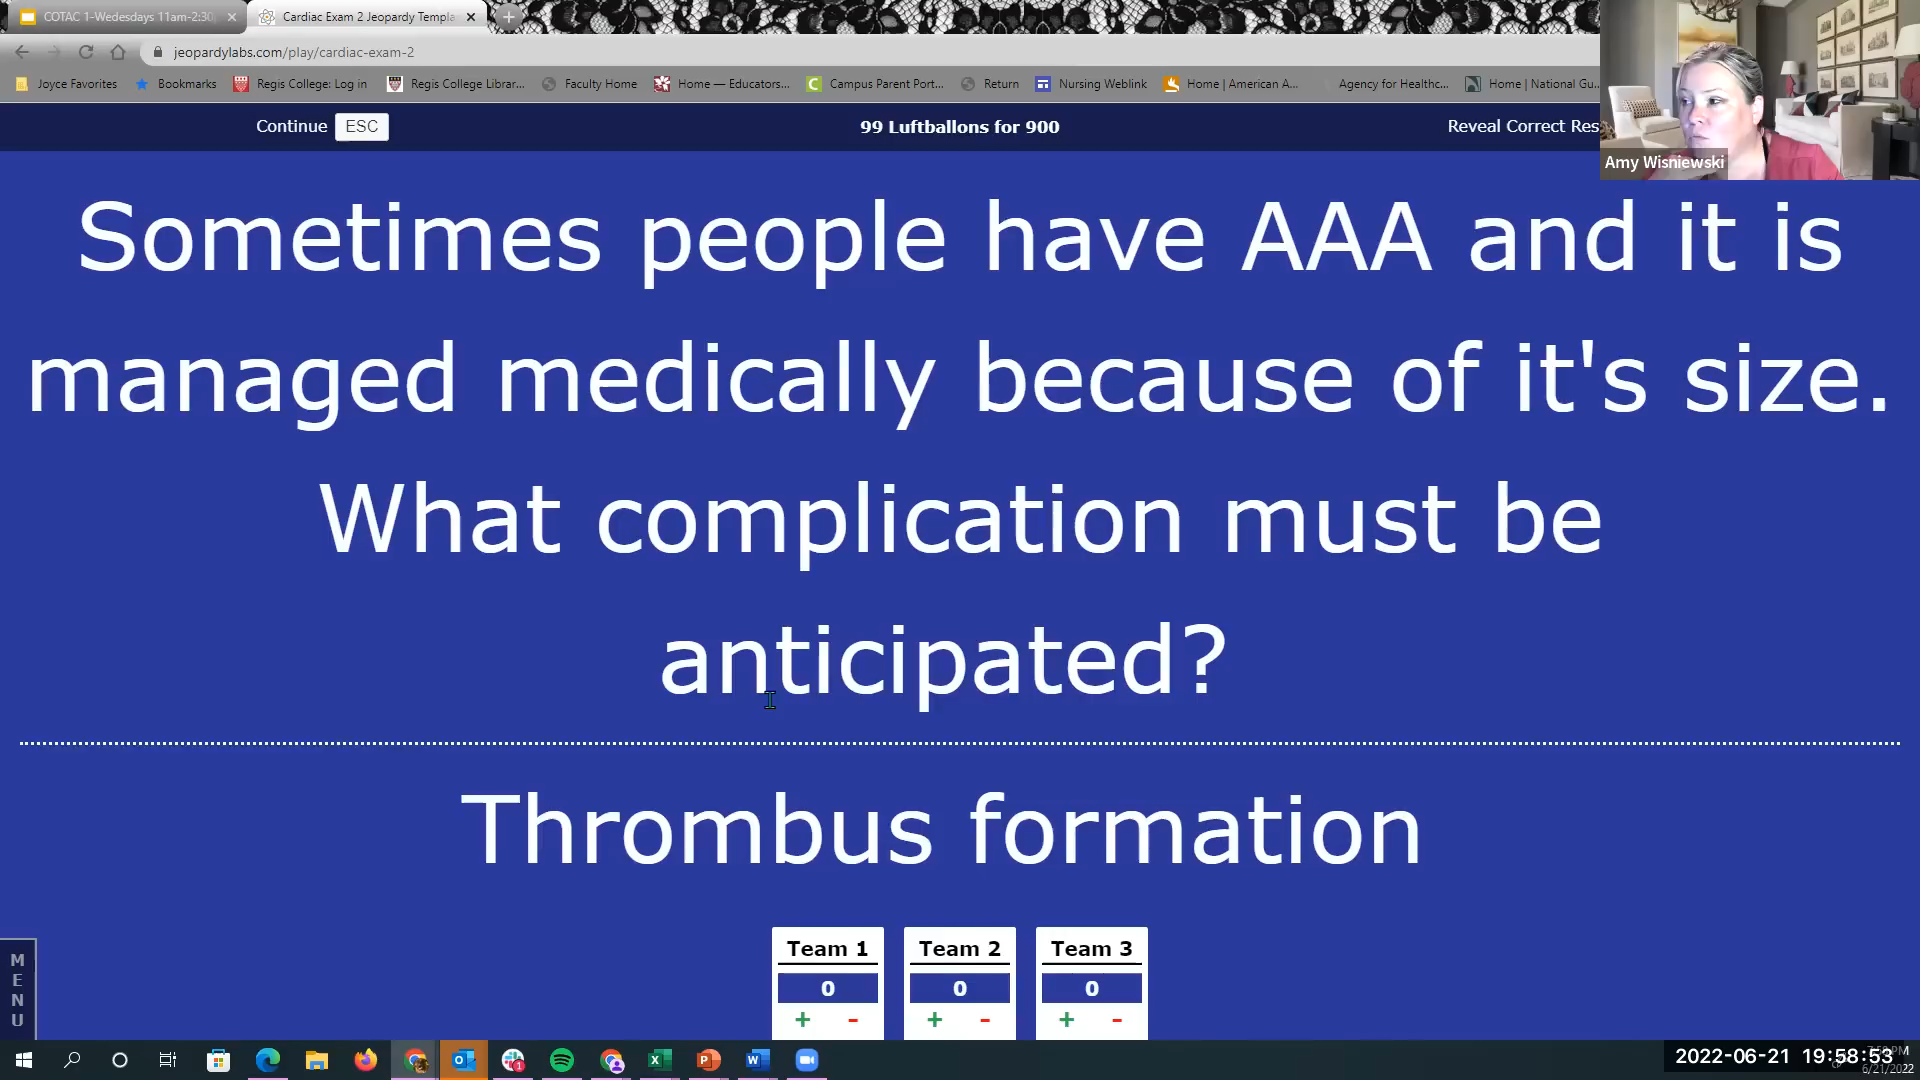 COTAC 1-Wedesdays 11am-2:30
Cardiac Exam 2 Jeopardy Templa
jeopardylabs.com/play/cardiac-exam-2
Joyce Favorites
Bookmarks
Regis College: Log in
Regis College Librar...
Faculty Home
Home — Educators...
Campus Parent Port...
Return
Nursing Weblink
Home | American A...
Agency for Healthc...
Home | National Gu...
Continue ESC
99 Luftballons for 900
Reveal Correct Res
Amy Wisniewski
Sometimes people have AAA and it is
managed medically because of it's size.
What complication must be
anticipated?
Thrombus formation
MENU
Team 1
Team 2
Team 3
0
0
0
+ -
+ -
+ -
2022-06-21 19:58:53
6/21/2022